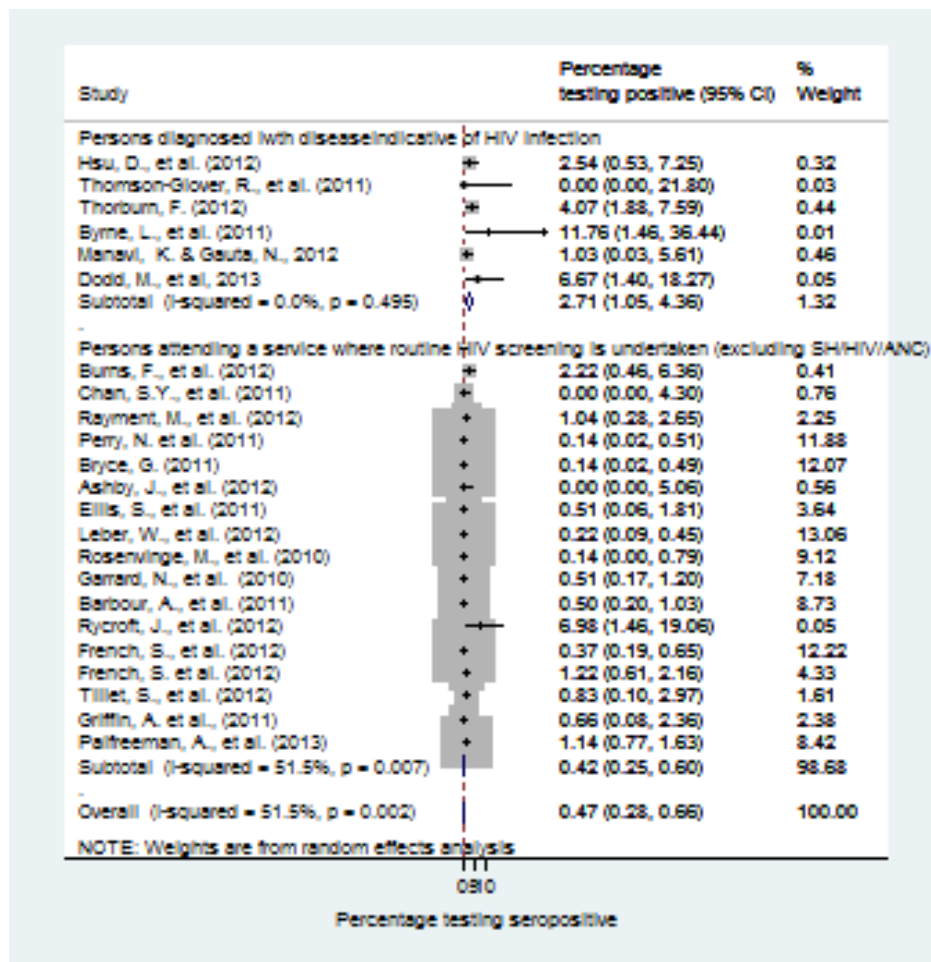 Study Percentage testing positive (95% CI) % Weight
Persons diagnosed iwth diseaseindicative of HIV infection
Hsu, D., et al. (2012) 2.54 (0.53, 7.25) 0.32
Thomson-Glover, R., et al. (2011) 0.00 (0.00, 21.80) 0.03
Thorburn, F. (2012) 4.07 (1.88, 7.59) 0.44
Byrne, L., et al. (2011) 11.76 (1.46, 36.44) 0.01
Manavi, K. & Gauta, N., 2012 1.03 (0.03, 5.61) 0.46
Dodd, M., et al, 2013 6.67 (1.40, 18.27) 0.05
Subtotal (I-squared = 0.0%, p = 0.495) 2.71 (1.05, 4.36) 1.32
.
Persons attending a service where routine HIV screening is undertaken (excluding SH/HIV/ANC)
Burns, F., et al. (2012) 2.22 (0.46, 6.36) 0.41
Chan, S.Y., et al. (2011) 0.00 (0.00, 4.30) 0.76
Rayment, M., et al. (2012) 1.04 (0.28, 2.65) 2.25
Perry, N. et al. (2011) 0.14 (0.02, 0.51) 11.88
Bryce, G. (2011) 0.14 (0.02, 0.49) 12.07
Ashby, J., et al. (2012) 0.00 (0.00, 5.06) 0.56
Ellis, S., et al. (2011) 0.51 (0.06, 1.81) 3.64
Leber, W., et al. (2012) 0.22 (0.09, 0.45) 13.06
Rosenvinge, M., et al. (2010) 0.14 (0.00, 0.79) 9.12
Garrard, N., et al. (2010) 0.51 (0.17, 1.20) 7.18
Barbour, A., et al. (2011) 0.50 (0.20, 1.03) 8.73
Rycroft, J., et al. (2012) 6.98 (1.46, 19.06) 0.05
French, S., et al. (2012) 0.37 (0.19, 0.65) 12.22
French, S. et al. (2012) 1.22 (0.61, 2.16) 4.33
Tillet, S., et al. (2012) 0.83 (0.10, 2.97) 1.61
Griffin, A. et al., (2011) 0.66 (0.08, 2.36) 2.38
Palfreeman, A., et al. (2013) 1.14 (0.77, 1.63) 8.42
Subtotal (I-squared = 51.5%, p = 0.007) 0.42 (0.25, 0.60) 98.68
.
Overall (I-squared = 51.5%, p = 0.002) 0.47 (0.28, 0.66) 100.00
NOTE: Weights are from random effects analysis
0 5 10
Percentage testing seropositive